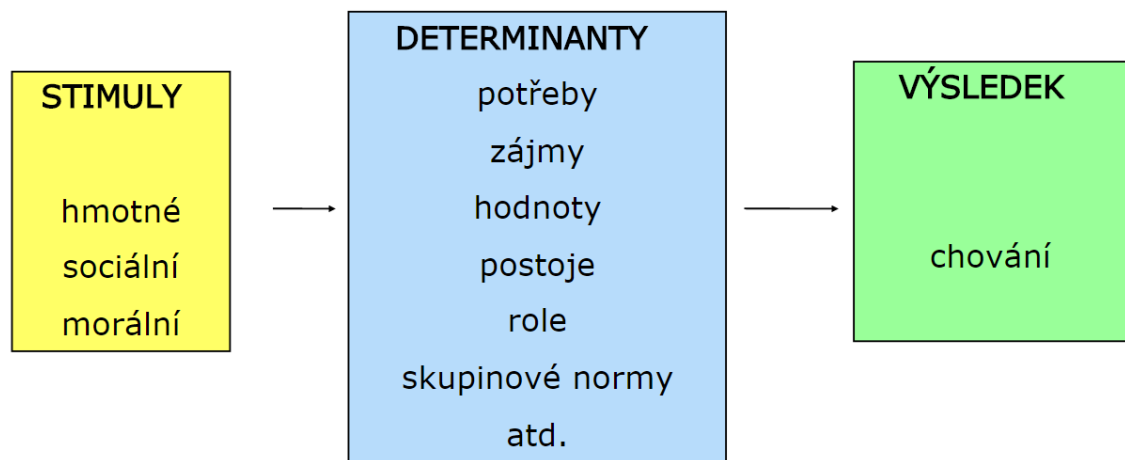 STIMULY
hmotné
sociální
morální
DETERMINANTY
potřeby
zájmy
hodnoty
postoje
role
skupinové normy
atd.
VÝSLEDEK
chování